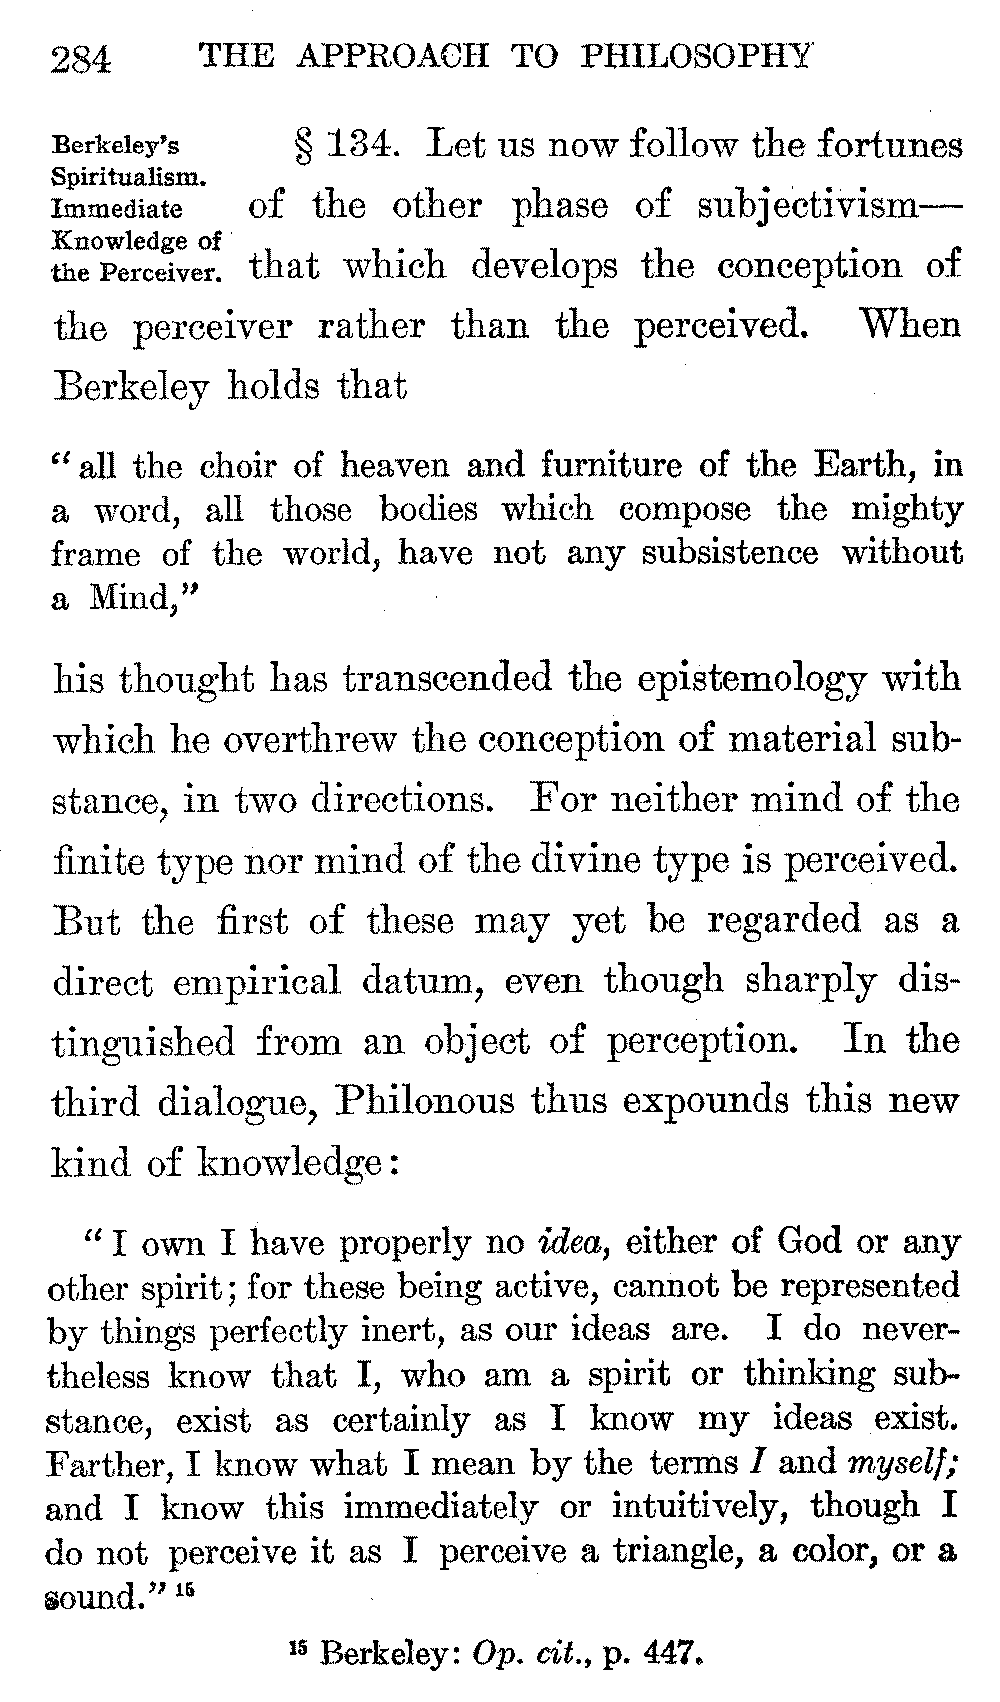 284 THE APPROACH TO PHILOSOPHY
Berkeley's
Spiritualism.
Immediate
Knowledge of
the Perceiver.
§ 134. Let us now follow the fortunes
of the other phase of subjectivism—
that which develops the conception of
the perceiver rather than the perceived. When
Berkeley holds that
"all the choir of heaven and furniture of the Earth, in
a word, all those bodies which compose the mighty
frame of the world, have not any subsistence without
a Mind,"
his thought has transcended the epistemology with
which he overthrew the conception of material sub-
stance, in two directions. For neither mind of the
finite type nor mind of the divine type is perceived.
But the first of these may yet be regarded as a
direct empirical datum, even though sharply dis-
tinguished from an object of perception. In the
third dialogue, Philonous thus expounds this new
kind of knowledge:
"I own I have properly no idea, either of God or any
other spirit; for these being active, cannot be represented
by things perfectly inert, as our ideas are. I do never-
theless know that I, who am a spirit or thinking sub-
stance, exist as certainly as I know my ideas exist.
Farther, I know what I mean by the terms I and myself;
and I know this immediately or intuitively, though I
do not perceive it as I perceive a triangle, a color, or a
sound." 15
15 Berkeley: Op. cit., p. 447.